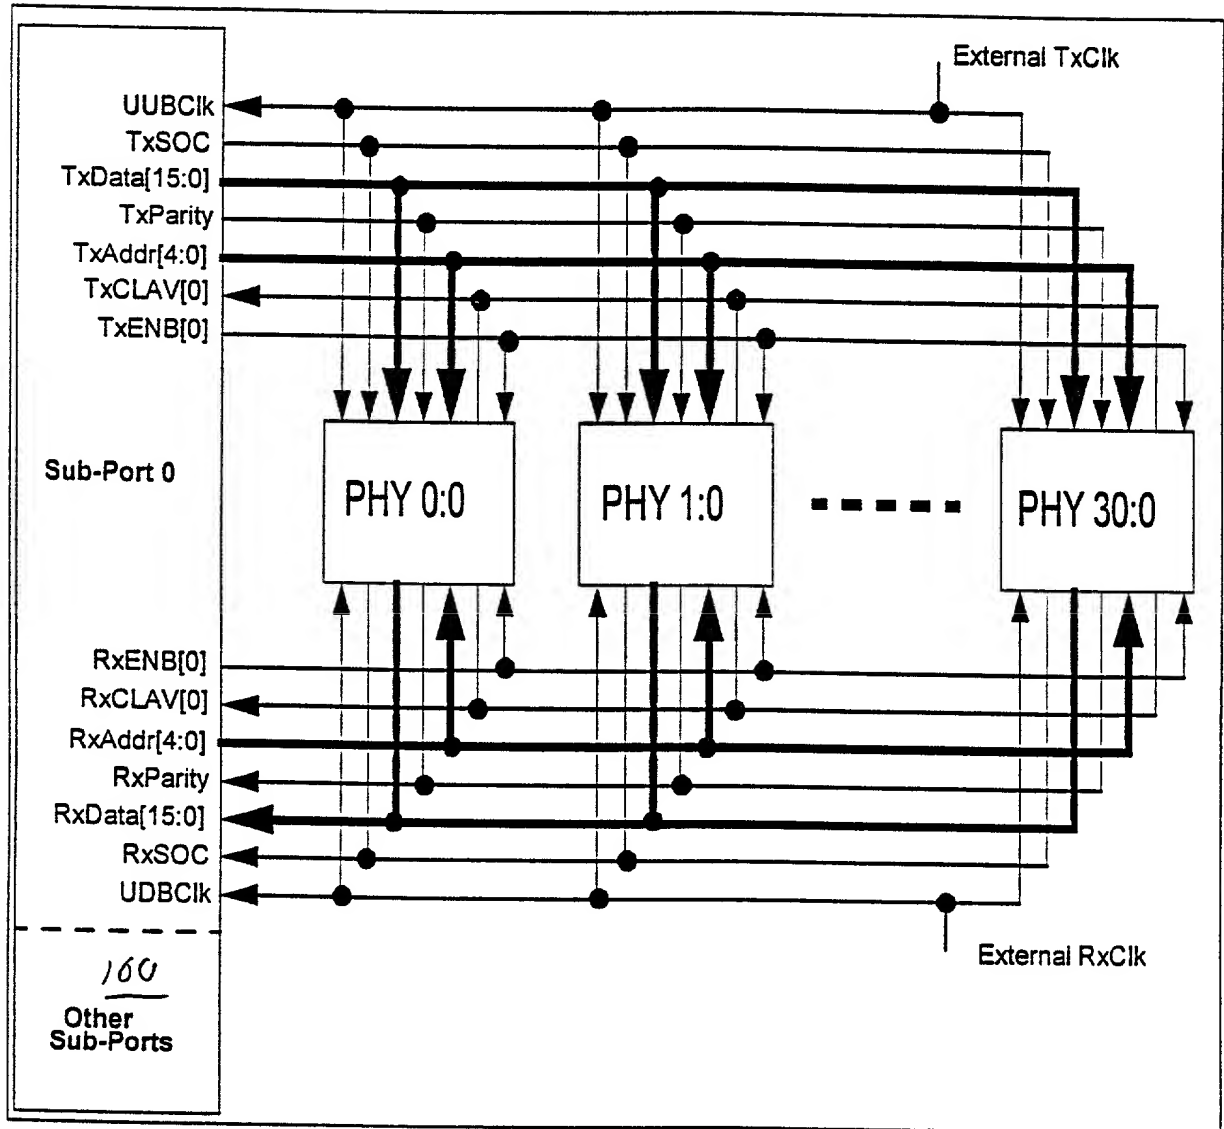 External TxClk
UUBClk
TxSOC
TxData[15:0]
TxParity
TxAddr[4:0]
TxCLAV[0]
TxENB[0]
Sub-Port 0
PHY 0:0
PHY 1:0
PHY 30:0
RxENB[0]
RxCLAV[0]
RxAddr[4:0]
RxParity
RxData[15:0]
RxSOC
UDBClk
External RxClk
160
Other
Sub-Ports